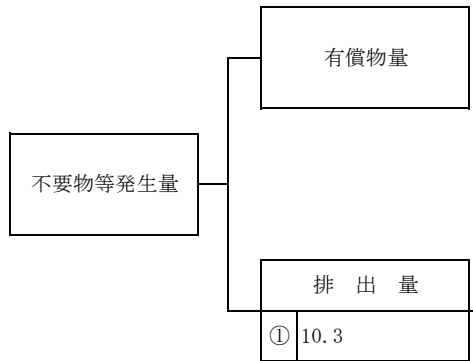 有償物量
不要物等発生量
排 出 量
① 10.3